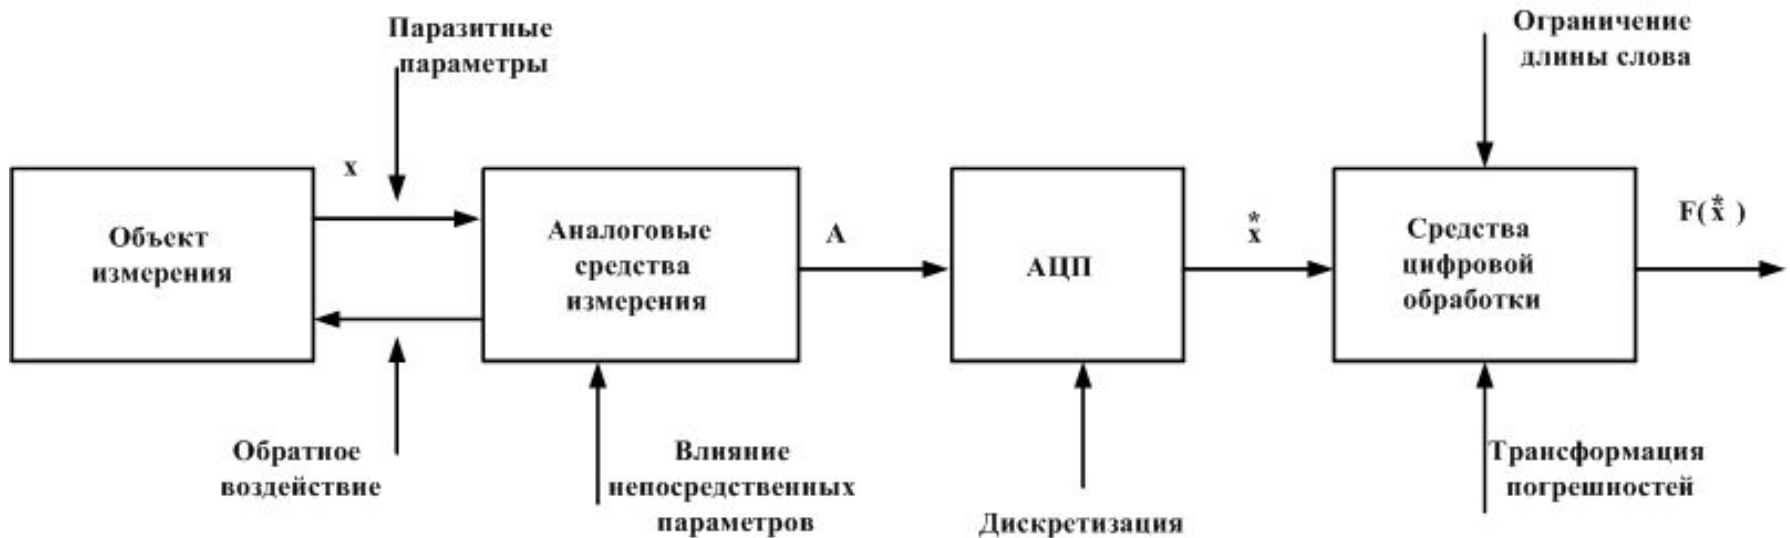 Паразитные
параметры
Ограничение
длины слова
x
Объект
измерения
Аналоговые
средства
измерения
A
АЦП
*
x
Средства
цифровой
обработки
F( *x )
Обратное
воздействие
Влияние
непосредственных
параметров
Дискретизация
Трансформация
погрешностей